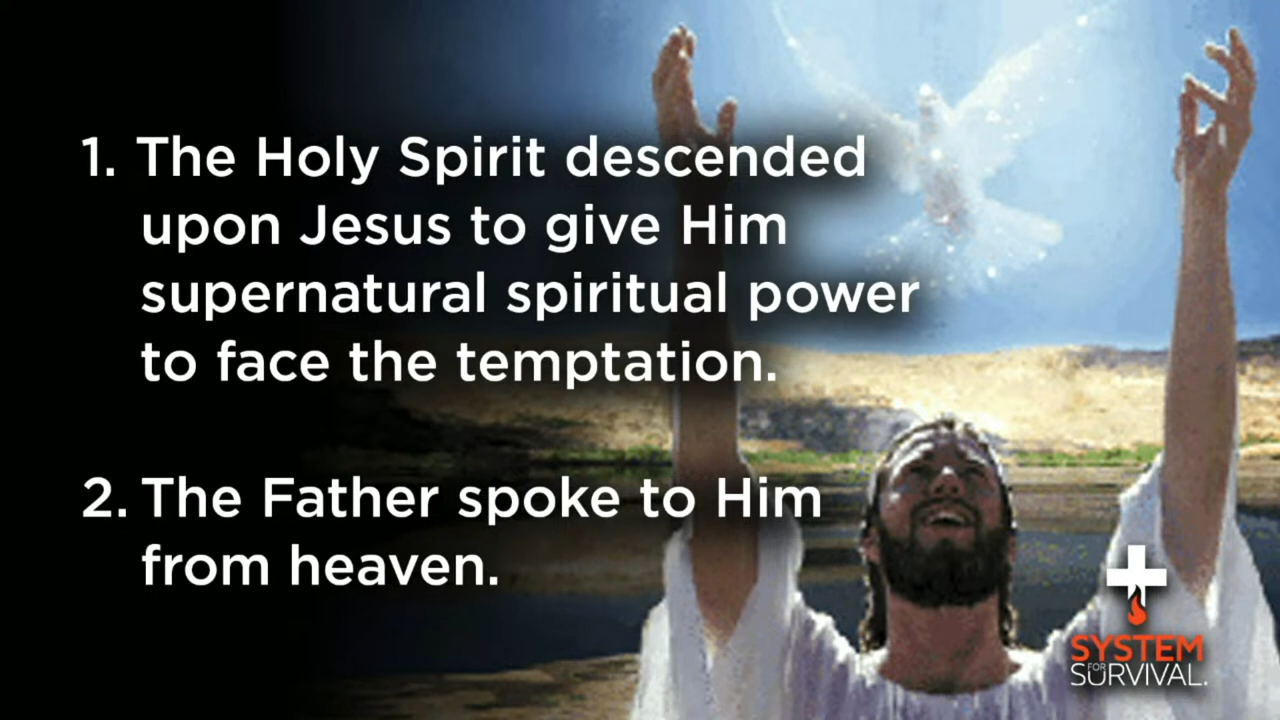 1. The Holy Spirit descended
upon Jesus to give Him
supernatural spiritual power
to face the temptation.
2. The Father spoke to Him
from heaven.
SYSTEM
FOR
SURVIVAL.